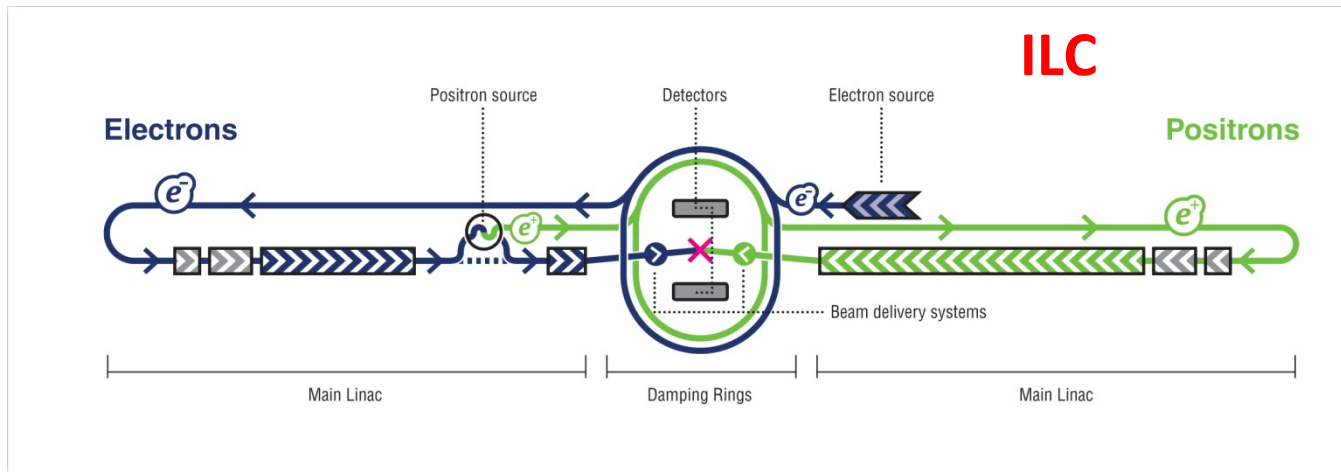 ILC
Positron source
Detectors
Electron source
Electrons
Positrons
e-
e+
e-
e+
Beam delivery systems
Main Linac
Damping Rings
Main Linac